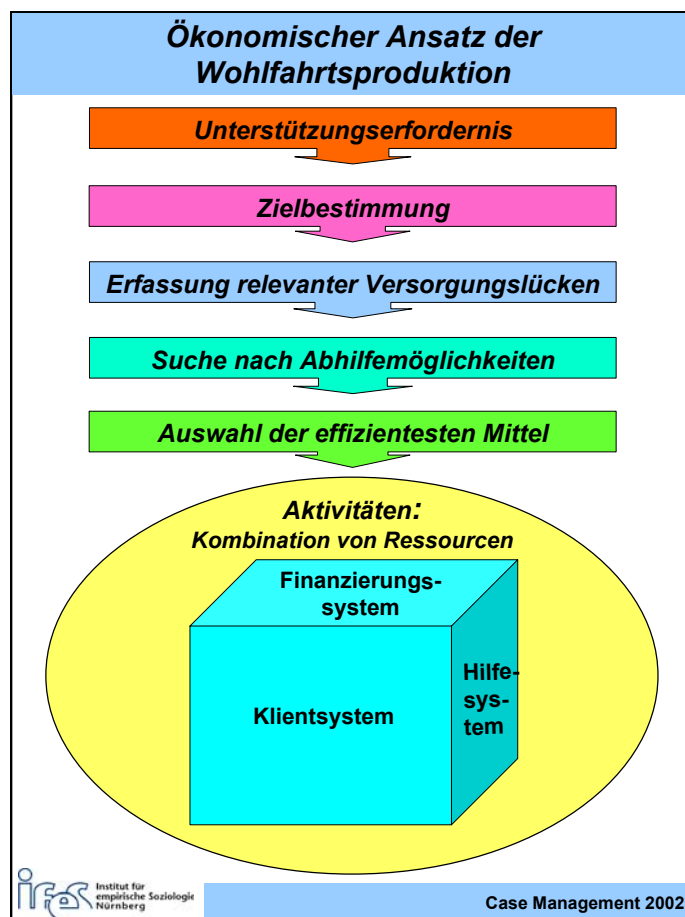 Ökonomischer Ansatz der
Wohlfahrtsproduktion
Unterstützungserfordernis
Zielbestimmung
Erfassung relevanter Versorgungslücken
Suche nach Abhilfemöglichkeiten
Auswahl der effizientesten Mittel
Aktivitäten:
Kombination von Ressourcen
Finanzierungs-
system
Klientsystem
Hilfe-
sys-
tem
ifes
Institut für
empirische Soziologie
Nürnberg
Case Management 2002